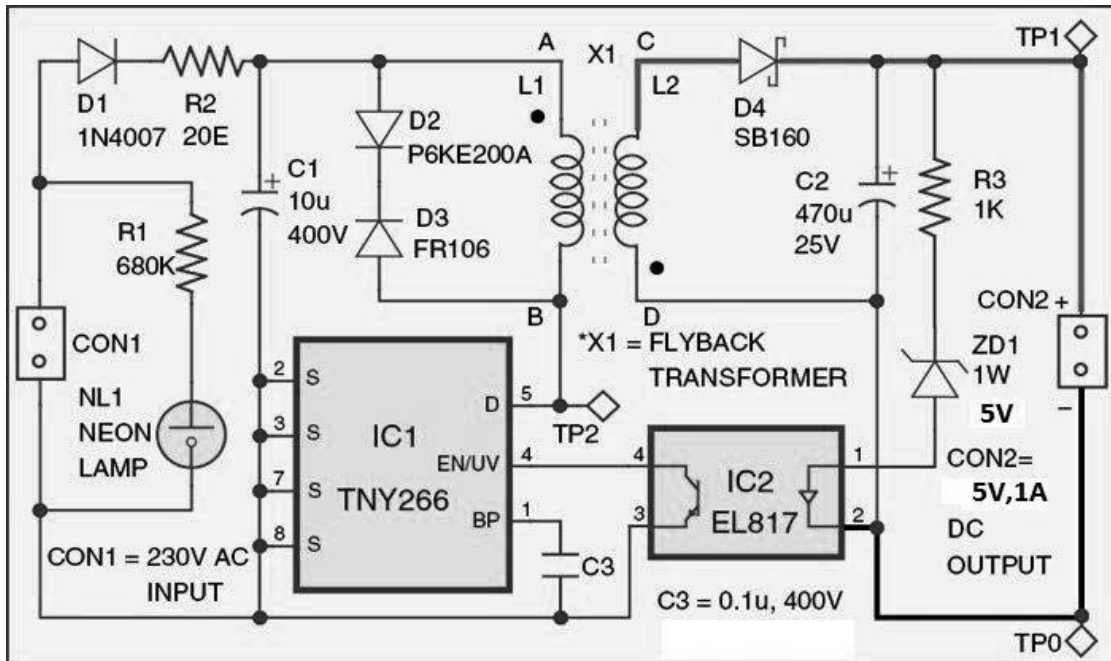 A
X1
C
TP1
L1
L2
D1
1N4007
R2
20E
D2
P6KE200A
D4
SB160
C1
+
10u
400V
D3
FR106
C2
+
470u
25V
R3
1K
R1
680K
B
D
CON1
CON2 +
–
*X1 = FLYBACK
TRANSFORMER
ZD1
1W
5V
NL1
NEON
LAMP
2 S
3 S
7 S
8 S
IC1
TNY266
D 5
TP2
EN/UV 4
BP 1
C3
4
3
IC2
EL817
1
2
CON2=
5V,1A
DC
OUTPUT
CON1 = 230V AC
INPUT
C3 = 0.1u, 400V
TP0